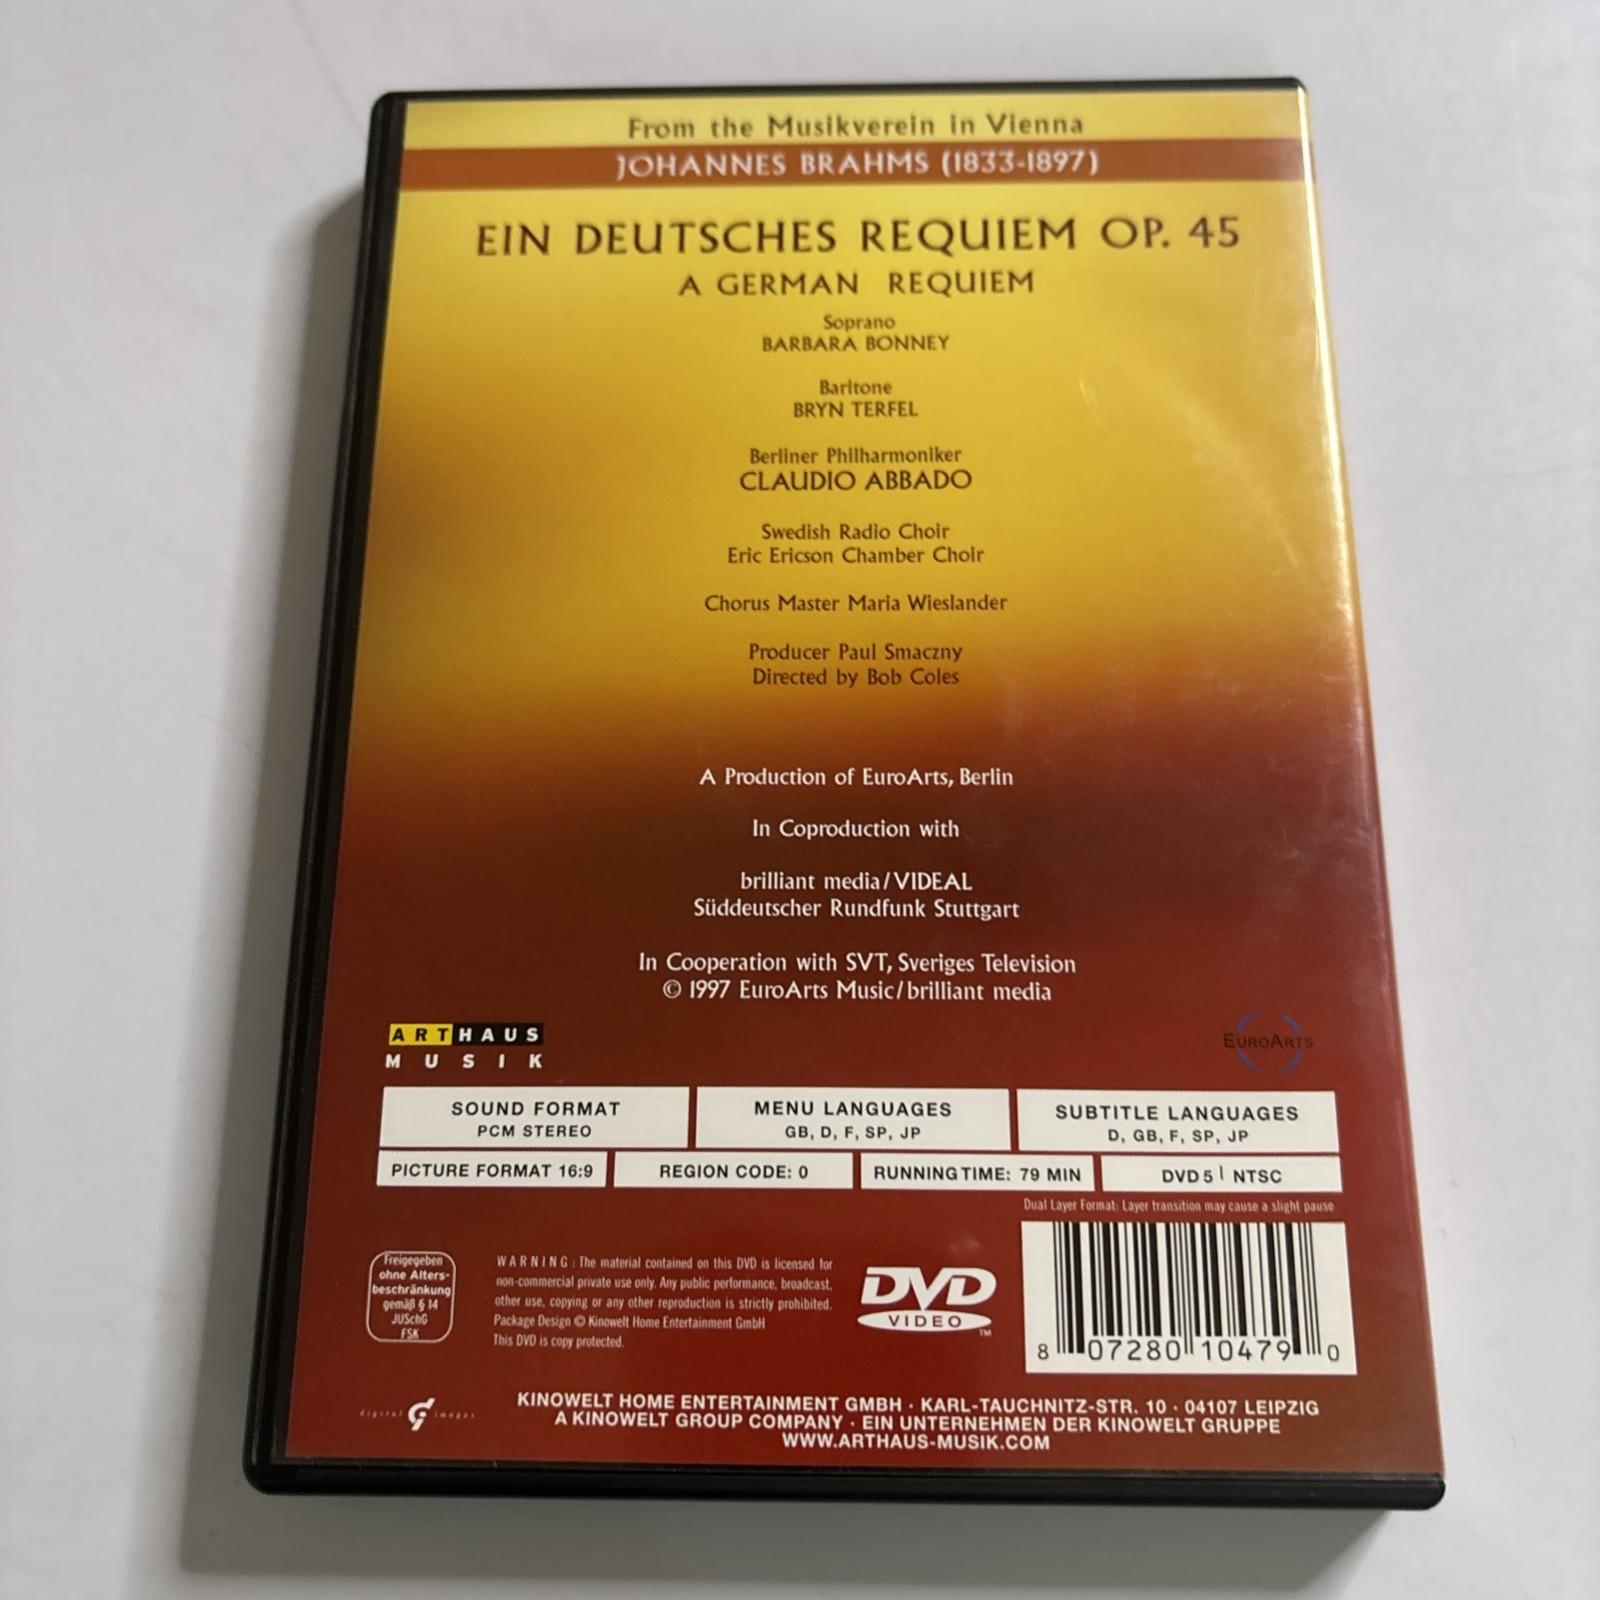 From the Musikverein in Vienna
JOHANNES BRAHMS (1833-1897)
EIN DEUTSCHES REQUIEM OP. 45
A GERMAN REQUIEM
Soprano
BARBARA BONNEY
Baritone
BRYN TERFEL
Berliner Philharmoniker
CLAUDIO ABBADO
Swedish Radio Choir
Eric Ericson Chamber Choir
Chorus Master Maria Wieslander
Producer Paul Smaczny
Directed by Bob Coles
A Production of EuroArts, Berlin
In Coproduction with
brilliant media/VIDEAL
Süddeutscher Rundfunk Stuttgart
In Cooperation with SVT, Sveriges Television
© 1997 EuroArts Music/brilliant media
ARTHAUS
MUSIK
EUROARTS
SOUND FORMAT
PCM STEREO
MENU LANGUAGES
GB, D, F, SP, JP
SUBTITLE LANGUAGES
D, GB, F, SP, JP
PICTURE FORMAT 16:9
REGION CODE: 0
RUNNING TIME: 79 MIN
DVD 5 | NTSC
Dual Layer Format: Layer transition may cause a slight pause
Freigegeben
ohne Alters-
beschränkung
gemäß § 14
JUSchG
FSK
WARNING: The material contained on this DVD is licensed for
non-commercial private use only. Any public performance, broadcast,
other use, copying or any other reproduction is strictly prohibited.
Package Design © Kinowelt Home Entertainment GmbH
This DVD is copy protected.
DVD
VIDEO
TM
8 07280 10479 0
digital images
KINOWELT HOME ENTERTAINMENT GMBH · KARL-TAUCHNITZ-STR. 10 · 04107 LEIPZIG
A KINOWELT GROUP COMPANY · EIN UNTERNEHMEN DER KINOWELT GRUPPE
WWW.ARTHAUS-MUSIK.COM